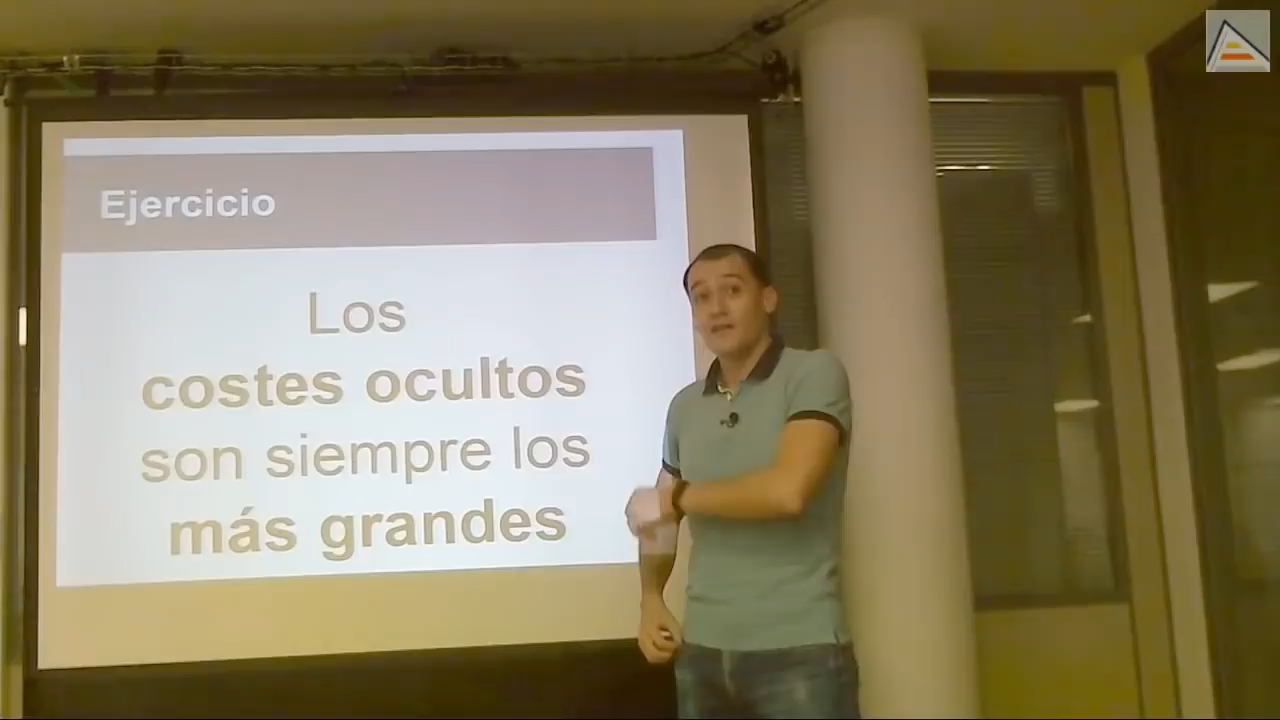 Ejercicio
Los
costes ocultos
son siempre los
más grandes